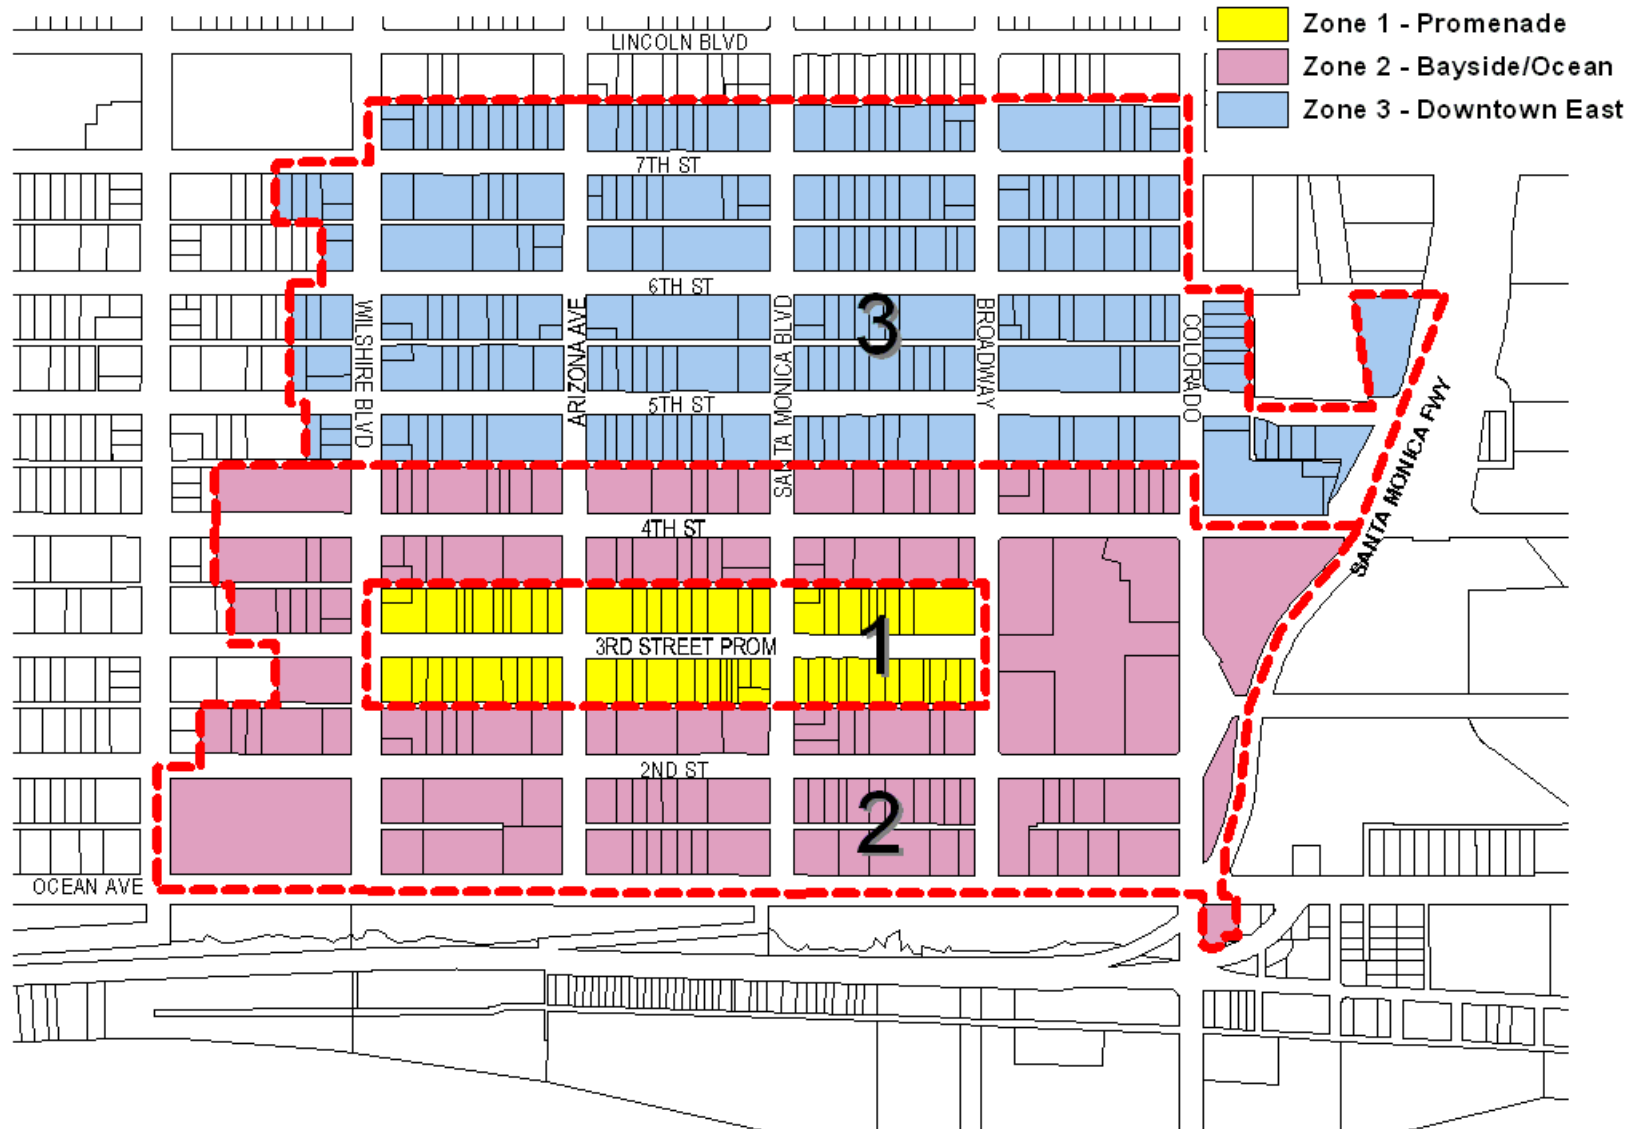 Zone 1 - Promenade
Zone 2 - Bayside/Ocean
Zone 3 - Downtown East
LINCOLN BLVD
7TH ST
6TH ST
WILSHIRE BLVD
ARIZONA AVE
SANTA MONICA BLVD
3
BROADWAY
COLORADO
5TH ST
SANTA MONICA FWY
4TH ST
3RD STREET PROM
1
2ND ST
2
OCEAN AVE